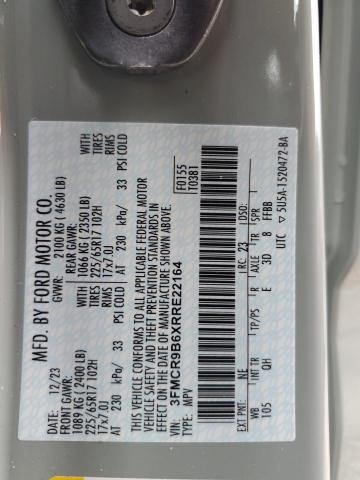 MFD. BY FORD MOTOR CO.
DATE: 12/23
GVWR: 2100 KG ( 4630 LB)
FRONT GAWR:
REAR GAWR:
1089 KG ( 2400 LB)
1066 KG ( 2350 LB)
WITH
TIRES
225/65R17 102H
225/65R17 102H
WITH
TIRES
17x7.0J
RIMS
17x7.0J
RIMS
AT 230 kPa/ 33 PSI COLD
AT 230 kPa/ 33 PSI COLD
THIS VEHICLE CONFORMS TO ALL APPLICABLE FEDERAL MOTOR
VEHICLE SAFETY AND THEFT PREVENTION STANDARDS IN
EFFECT ON THE DATE OF MANUFACTURE SHOWN ABOVE.
3FMCR9B6XRRE22164
TYPE: MPV
F0155
T0381
EXT PNT: NE
RC: 23
DSO:
WB
TP/PS
R
AXLE
TR
SPR
105
QH
E
3D
8
FFBB
UTC
5U5A-1520472-BA